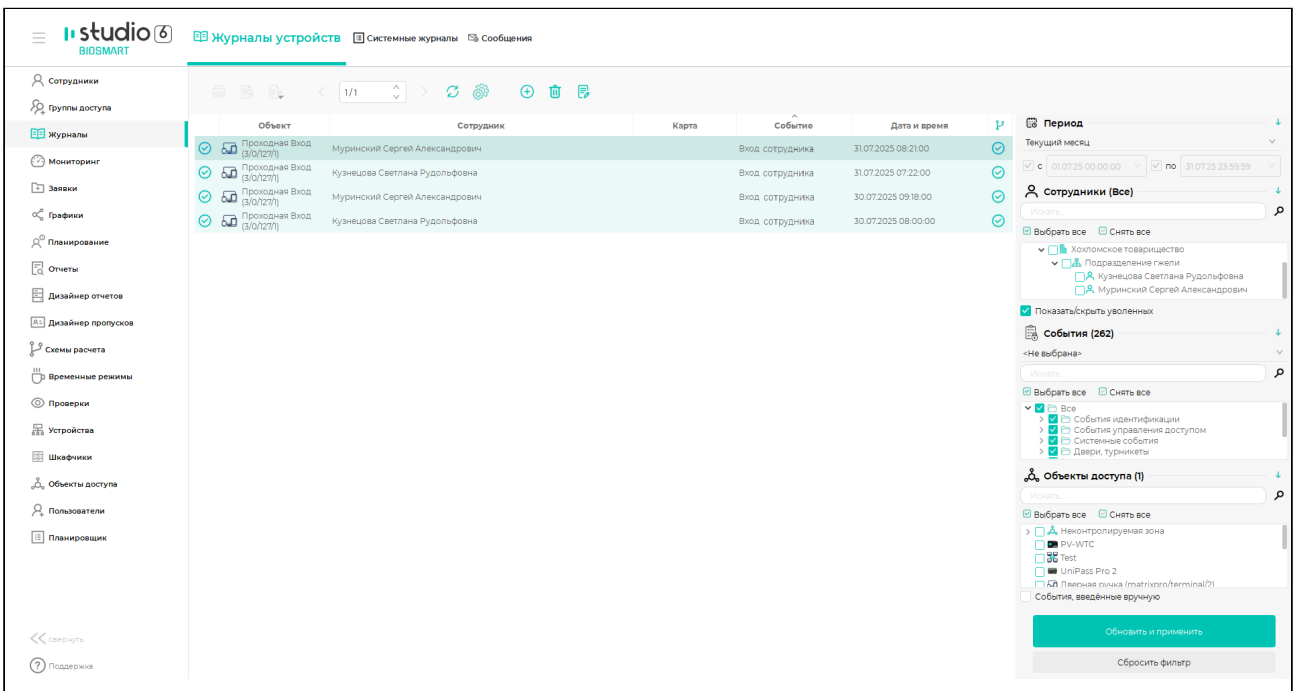 studio 6
BIOSMART
Журналы устройств
Системные журналы
Сообщения
Сотрудники
Группы доступа
Журналы
Мониторинг
Заявки
Графики
Планирование
Отчеты
Дизайнер отчетов
Дизайнер пропусков
Схемы расчета
Временные режимы
Проверки
Устройства
Шкафчики
Объекты доступа
Пользователи
Планировщик
свернуть
Поддержка
1/1
Объект Сотрудник Карта Событие Дата и время
Проходная Вход
(3/0/127/1) Муринский Сергей Александрович Вход сотрудника 31.07.2025 08:21:00
Проходная Вход
(3/0/127/1) Кузнецова Светлана Рудольфовна Вход сотрудника 31.07.2025 07:22:00
Проходная Вход
(3/0/127/1) Муринский Сергей Александрович Вход сотрудника 30.07.2025 09:18:00
Проходная Вход
(3/0/127/1) Кузнецова Светлана Рудольфовна Вход сотрудника 30.07.2025 08:00:00
Период
Текущий месяц
с 01.07.25 00:00:00 по 31.07.25 23:59:59
Сотрудники (Все)
Искать...
Выбрать все Снять все
Хохломское товарищество
Подразделение гжели
Кузнецова Светлана Рудольфовна
Муринский Сергей Александрович
Показать/скрыть уволенных
События (262)
<Не выбрана>
Искать...
Выбрать все Снять все
Все
События идентификации
События управления доступом
Системные события
Двери, турникеты
Объекты доступа (1)
Искать...
Выбрать все Снять все
Неконтролируемая зона
PV-WTC
Test
UniPass Pro 2
Дверная ручка (matrixpro/terminal/2)
События, введённые вручную
Обновить и применить
Сбросить фильтр